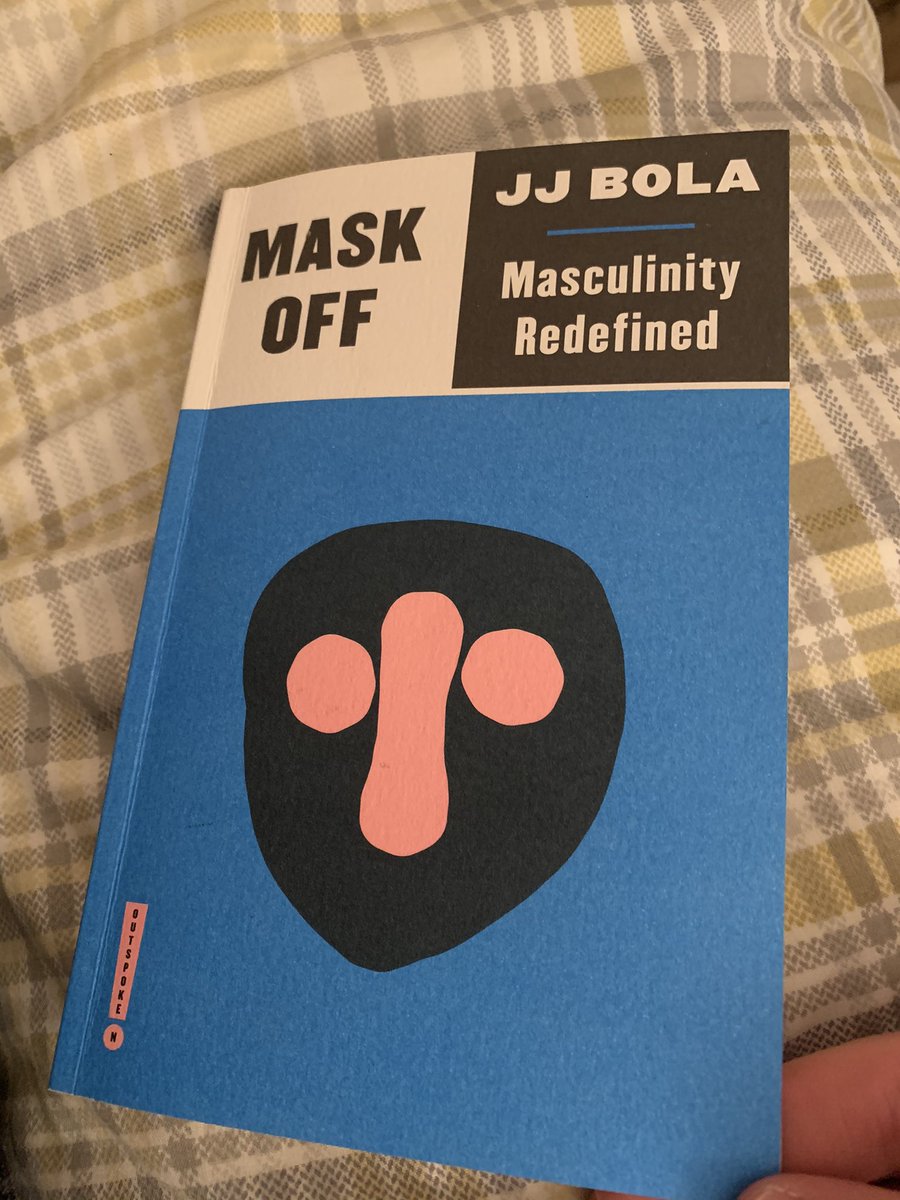 MASK
OFF
JJ BOLA
Masculinity
Redefined
OUTSPOKEN